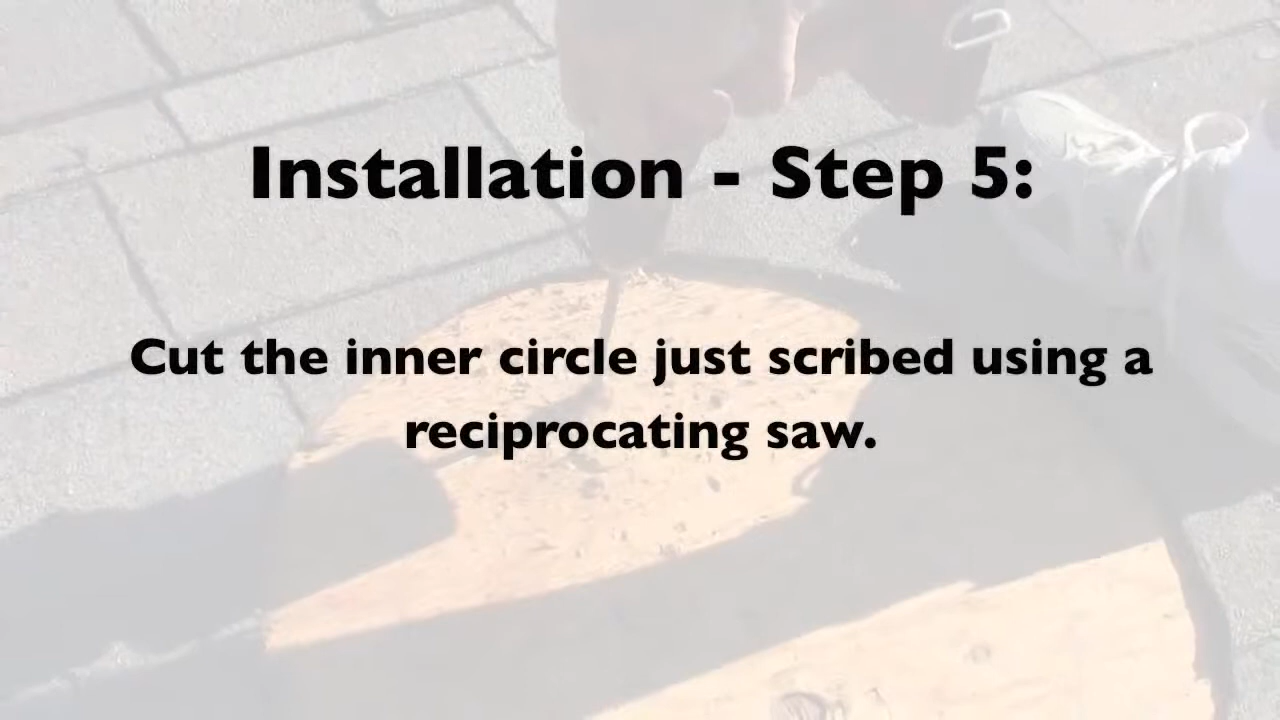 Installation - Step 5:
Cut the inner circle just scribed using a
reciprocating saw.